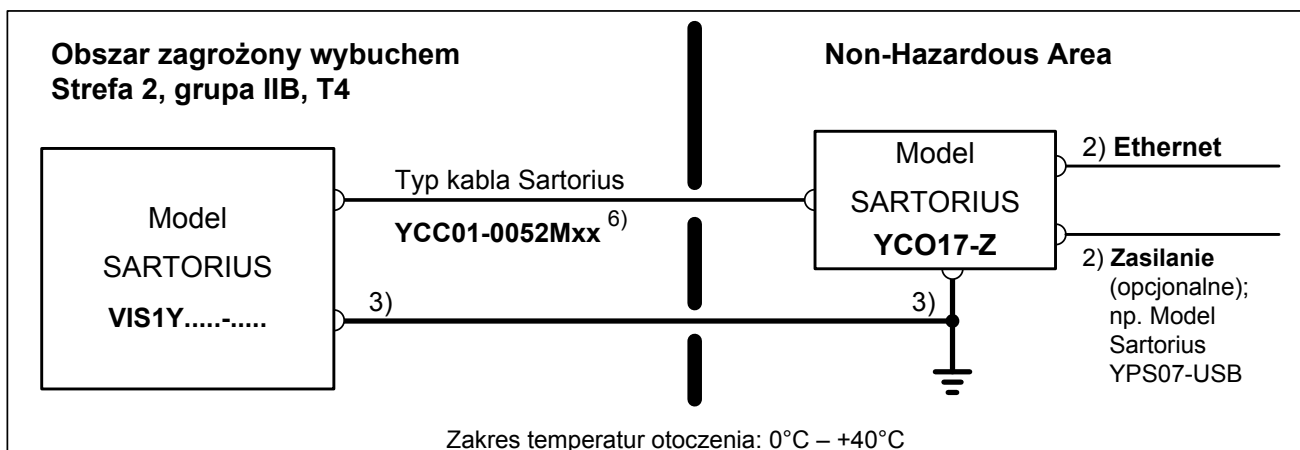 Obszar zagrożony wybuchem
Strefa 2, grupa IIB, T4
Non-Hazardous Area
Model
SARTORIUS
VIS1Y.....-.....
Typ kabla Sartorius
YCC01-0052Mxx 6)
3)
3)
Model
SARTORIUS
YCO17-Z
2) Ethernet
2) Zasilanie
(opcjonalne);
np. Model
Sartorius
YPS07-USB
Zakres temperatur otoczenia: 0°C – +40°C